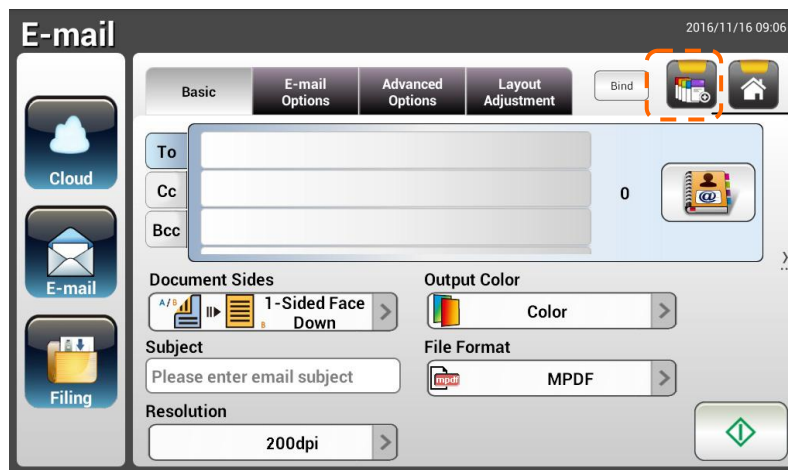 E-mail
2016/11/16 09:06
Basic
E-mail
Options
Advanced
Options
Layout
Adjustment
Bind
Cloud
To
Cc
0
@
Bcc
E-mail
Document Sides
Output Color
A/B
B
1-Sided Face
Down
Color
Subject
File Format
Please enter email subject
mpdf
MPDF
Filing
Resolution
200dpi